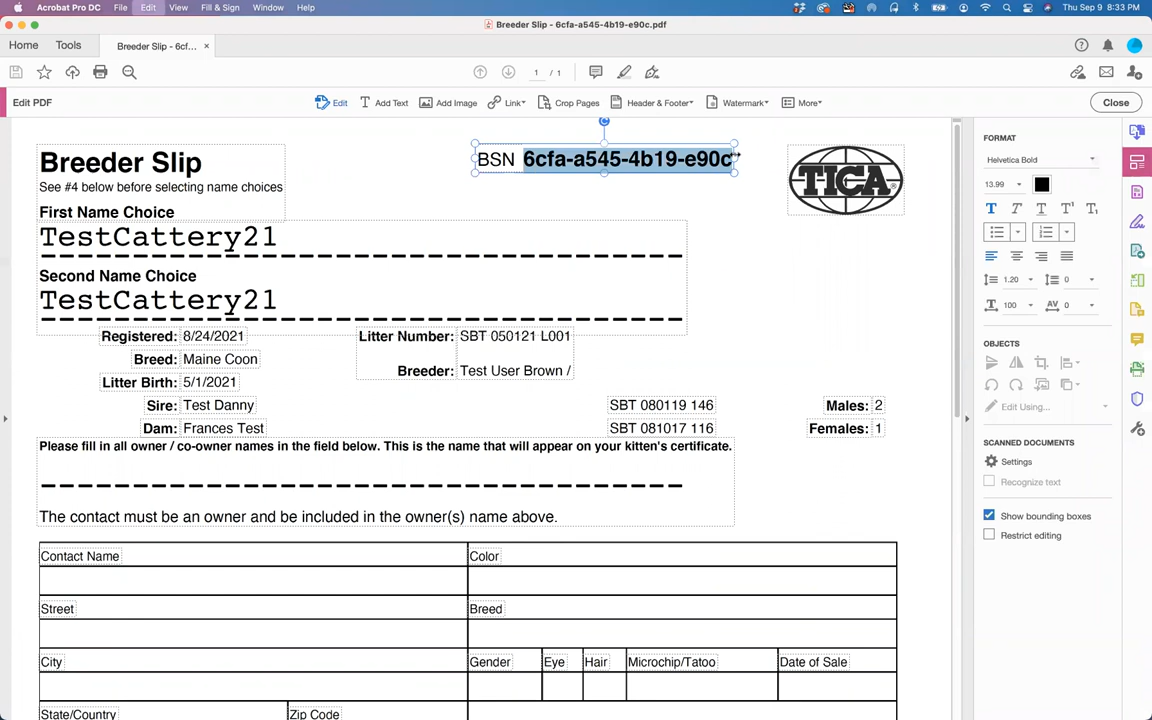 Acrobat Pro DC File Edit View Fill & Sign Window Help Thu Sep 9 8:33 PM
Breeder Slip - 6cfa-a545-4b19-e90c.pdf
Home Tools Breeder Slip - 6cf... ×
1 / 1
Edit PDF Edit Add Text Add Image Link Crop Pages Header & Footer Watermark More Close
BSN 6cfa-a545-4b19-e90c
Breeder Slip
See #4 below before selecting name choices
TICA
®
First Name Choice
TestCattery21
Second Name Choice
TestCattery21
Registered: 8/24/2021 Litter Number: SBT 050121 L001
Breed: Maine Coon
Breeder: Test User Brown /
Litter Birth: 5/1/2021
Sire: Test Danny SBT 080119 146 Males: 2
Dam: Frances Test SBT 081017 116 Females: 1
Please fill in all owner / co-owner names in the field below. This is the name that will appear on your kitten's certificate.
The contact must be an owner and be included in the owner(s) name above.
Contact Name Color
Street Breed
City Gender Eye Hair Microchip/Tatoo Date of Sale
State/Country Zip Code
FORMAT
Helvetica Bold
13.99
T T T T¹ T₁
1.20 0
100 AV 0
OBJECTS
Edit Using...
SCANNED DOCUMENTS
Settings
Recognize text
Show bounding boxes
Restrict editing